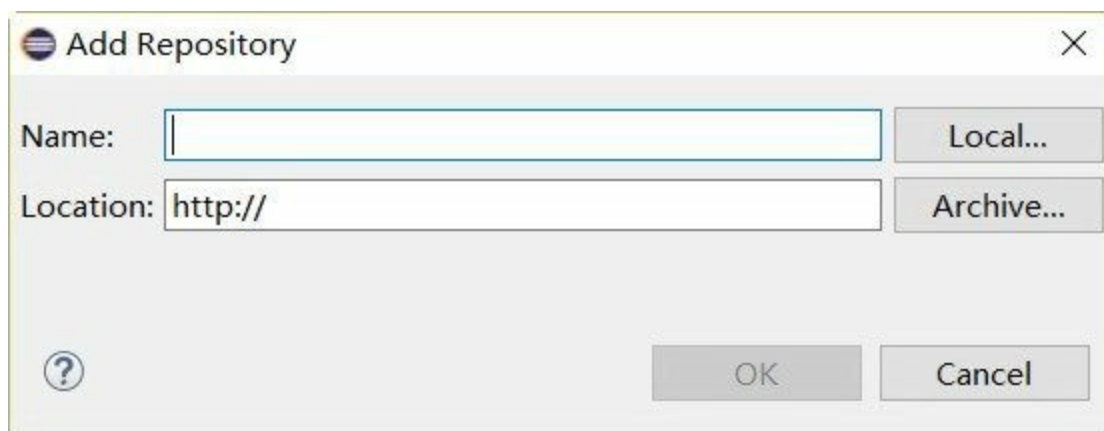 Add Repository
Name: Local...
Location: http:// Archive...
? OK Cancel